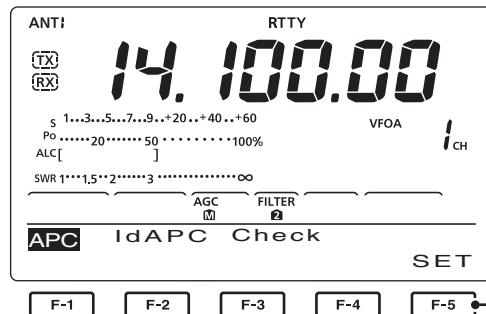 ANT1 RTTY
TX
RX
14.100.00
S 1•••3•••5•••7•••9••+20••+40••+60
VFOA
1 CH
Po ••••••20••••••• 50 ••••••••••100%
ALC[ ]
SWR 1••••1.5••2••••••3 ••••••••••••••∞
AGC FILTER
M 2
APC IdAPC Check
SET
F-1 F-2 F-3 F-4 F-5